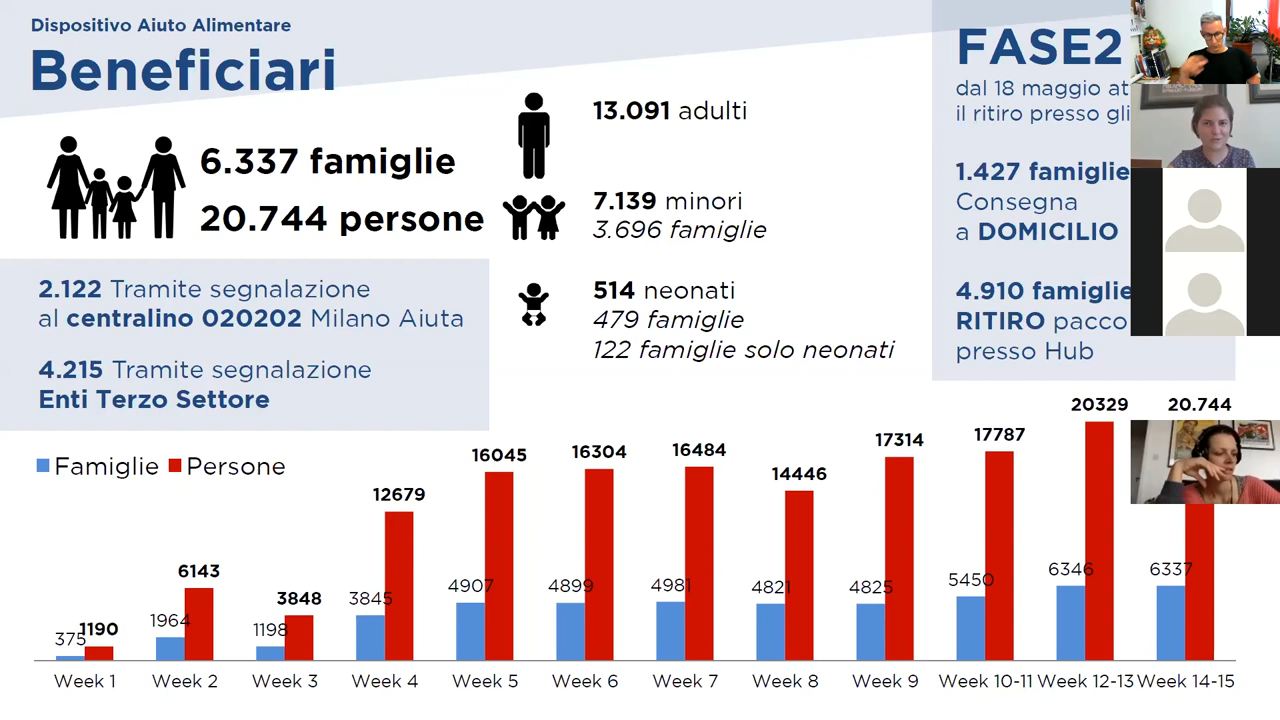 Dispositivo Aiuto Alimentare
Beneficiari
6.337 famiglie
20.744 persone
2.122 Tramite segnalazione
al centralino 020202 Milano Aiuta
4.215 Tramite segnalazione
Enti Terzo Settore
13.091 adulti
7.139 minori
3.696 famiglie
514 neonati
479 famiglie
122 famiglie solo neonati
FASE2
dal 18 maggio
il ritiro presso gli
1.427 famiglie
Consegna
a DOMICILIO
4.910 famiglie
RITIRO pacco
presso Hub
Famiglie Persone
375 1190
1964 6143
1198 3848
3845 12679
4907 16045
4899 16304
4981 16484
4821 14446
4825 17314
5450 17787
6346 20329
6337 20.744
Week 1 Week 2 Week 3 Week 4 Week 5 Week 6 Week 7 Week 8 Week 9 Week 10-11 Week 12-13 Week 14-15